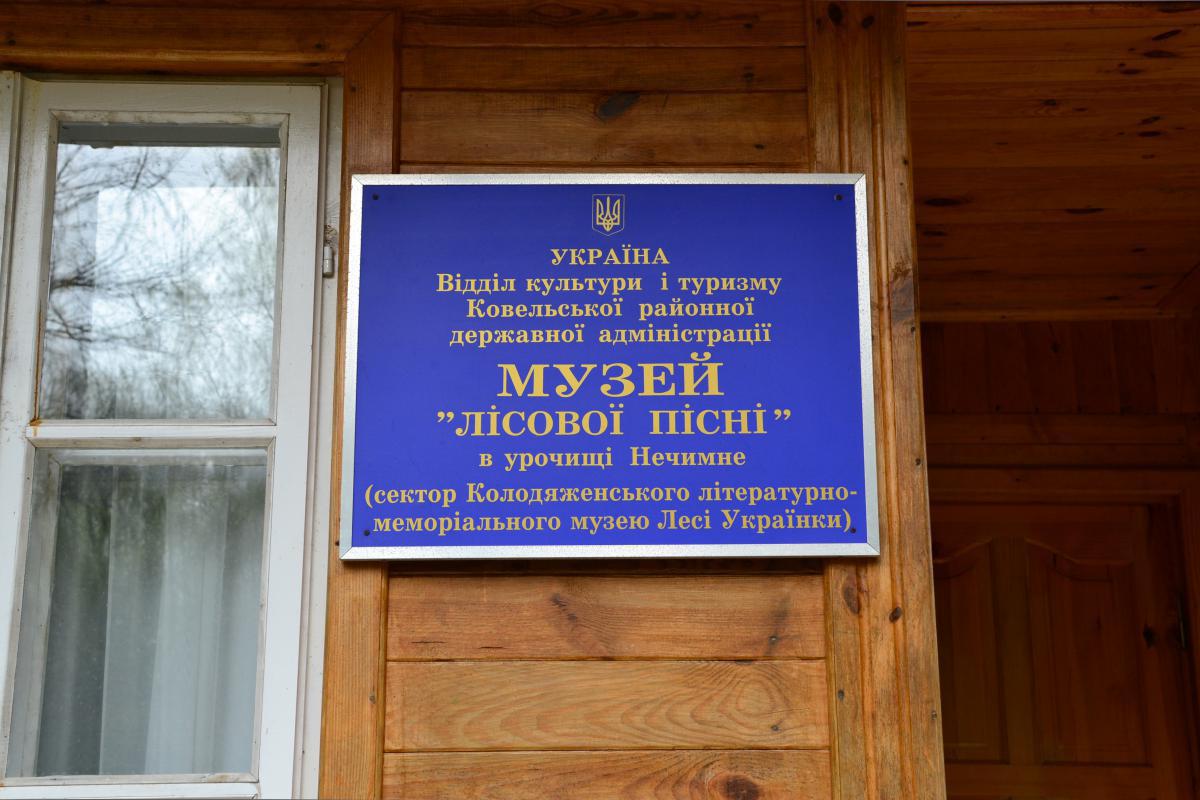 УКРАЇНА
Відділ культури і туризму
Ковельської районної
державної адміністрації
МУЗЕЙ
”ЛІСОВОЇ ПІСНІ”
в урочищі Нечимне
(сектор Колодяженського літературно-
меморіального музею Лесі Українки)